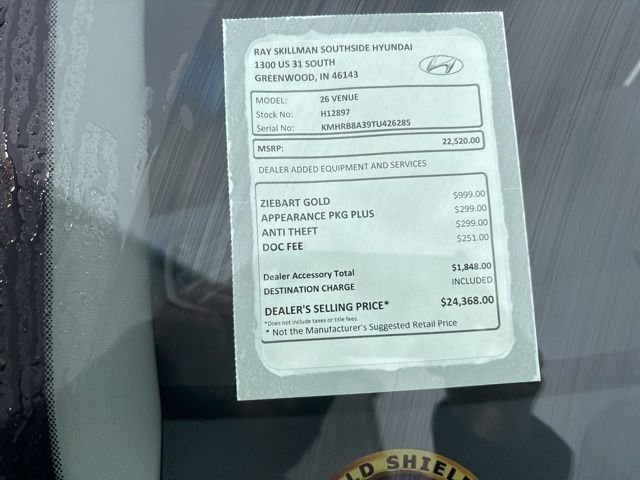 RAY SKILLMAN SOUTHSIDE HYUNDAI
1300 US 31 SOUTH
GREENWOOD, IN 46143
MODEL: 26 VENUE
Stock No: H12897
Serial No: KMHRB8A39TU426285
MSRP: 22,520.00
DEALER ADDED EQUIPMENT AND SERVICES
ZIEBART GOLD $999.00
APPEARANCE PKG PLUS $299.00
ANTI THEFT $299.00
DOC FEE $251.00
Dealer Accessory Total $1,848.00
DESTINATION CHARGE INCLUDED
DEALER'S SELLING PRICE* $24,368.00
*Does not include taxes or title fees.
* Not the Manufacturer's Suggested Retail Price
LD SHIEL